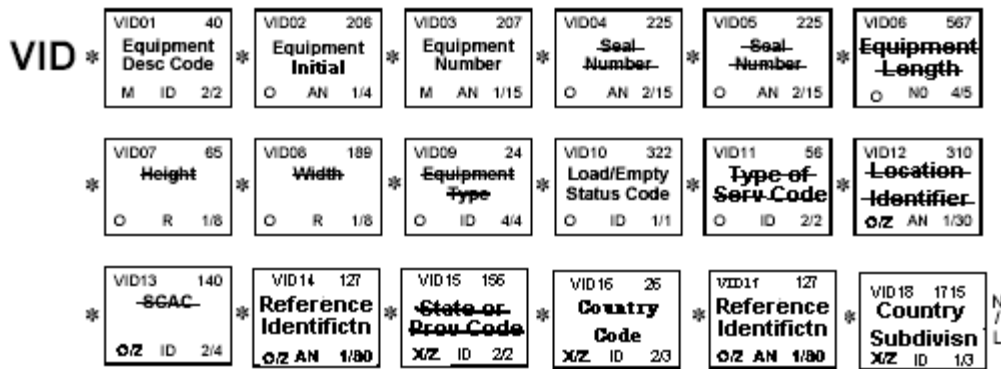 VID * VID01 40 * VID02 206 * VID03 207 * VID04 225 * VID05 225 * VID06 567
Equipment Equipment Equipment Seal Seal Equipment
Desc Code Initial Number Number Number Length
M ID 2/2 O AN 1/4 M AN 1/15 O AN 2/15 O AN 2/15 O N0 4/5
* VID07 65 * VID08 189 * VID09 24 * VID10 322 * VID11 56 * VID12 310
Height Width Equipment Load/Empty Type of Location
Type Status Code Serv Code Identifier
O R 1/8 O R 1/8 O ID 4/4 O ID 1/1 O ID 2/2 O/Z AN 1/30
* VID13 140 * VID14 127 * VID15 156 * VID16 26 * VID17 127 * VID18 1715 N
SCAC Reference State or Country Reference Country /
Identifictn Prov Code Code Identifictn Subdivisn L
O/Z ID 2/4 O/Z AN 1/80 X/Z ID 2/2 X/Z ID 2/3 O/Z AN 1/80 X/Z ID 1/3